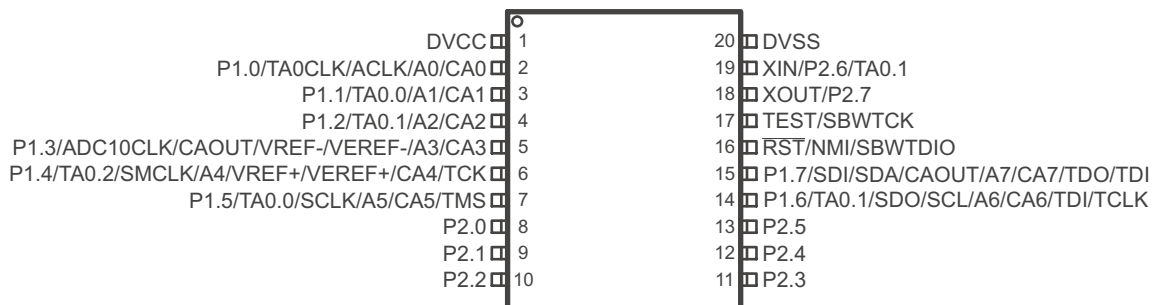 DVCC 1 20 DVSS
P1.0/TA0CLK/ACLK/A0/CA0 2 19 XIN/P2.6/TA0.1
P1.1/TA0.0/A1/CA1 3 18 XOUT/P2.7
P1.2/TA0.1/A2/CA2 4 17 TEST/SBWTCK
P1.3/ADC10CLK/CAOUT/VREF-/VEREF-/A3/CA3 5 16 RST/NMI/SBWTDIO
P1.4/TA0.2/SMCLK/A4/VREF+/VEREF+/CA4/TCK 6 15 P1.7/SDI/SDA/CAOUT/A7/CA7/TDO/TDI
P1.5/TA0.0/SCLK/A5/CA5/TMS 7 14 P1.6/TA0.1/SDO/SCL/A6/CA6/TDI/TCLK
P2.0 8 13 P2.5
P2.1 9 12 P2.4
P2.2 10 11 P2.3